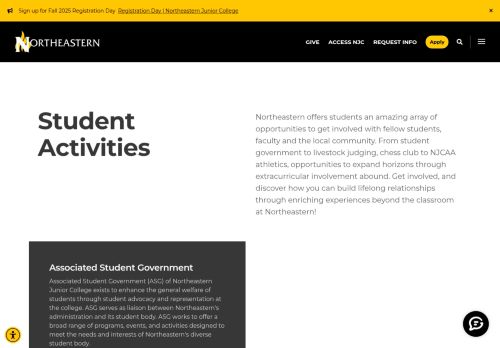 Sign up for Fall 2025 Registration Day Registration Day | Northeastern Junior College ×
NORTHEASTERN
GIVE ACCESS NJC REQUEST INFO Apply
Student
Activities
Northeastern offers students an amazing array of
opportunities to get involved with fellow students,
faculty and the local community. From student
government to livestock judging, chess club to NJCAA
athletics, opportunities to expand horizons through
extracurricular involvement abound. Get involved, and
discover how you can build lifelong relationships
through enriching experiences beyond the classroom
at Northeastern!
Associated Student Government
Associated Student Government (ASG) of Northeastern
Junior College exists to enhance the general welfare of
students through student advocacy and representation at
the college. ASG serves as liaison between Northeastern's
administration and its student body. ASG works to offer a
broad range of programs, events, and activities designed to
meet the needs and interests of Northeastern's diverse
student body.